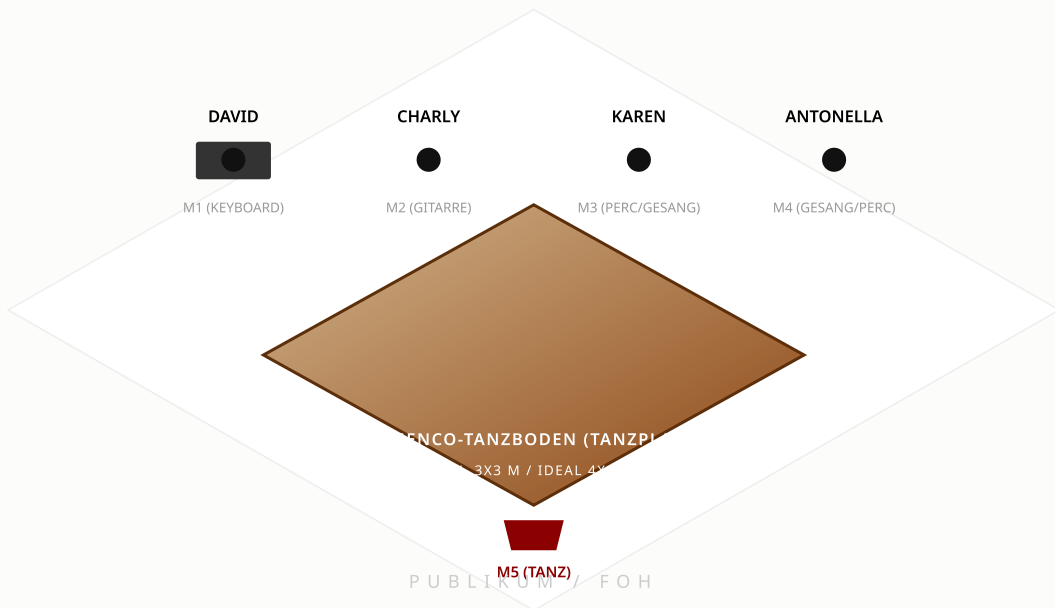 DAVID CHARLY KAREN ANTONELLA
M1 (KEYBOARD) M2 (GITARRE) M3 (PERC/GESANG) M4 (GESANG/PERC)
ENCO-TANZBODEN (TANZPL
3X3 M / IDEAL 4X
M5 (TANZ)
PUBLIKUM / FOH